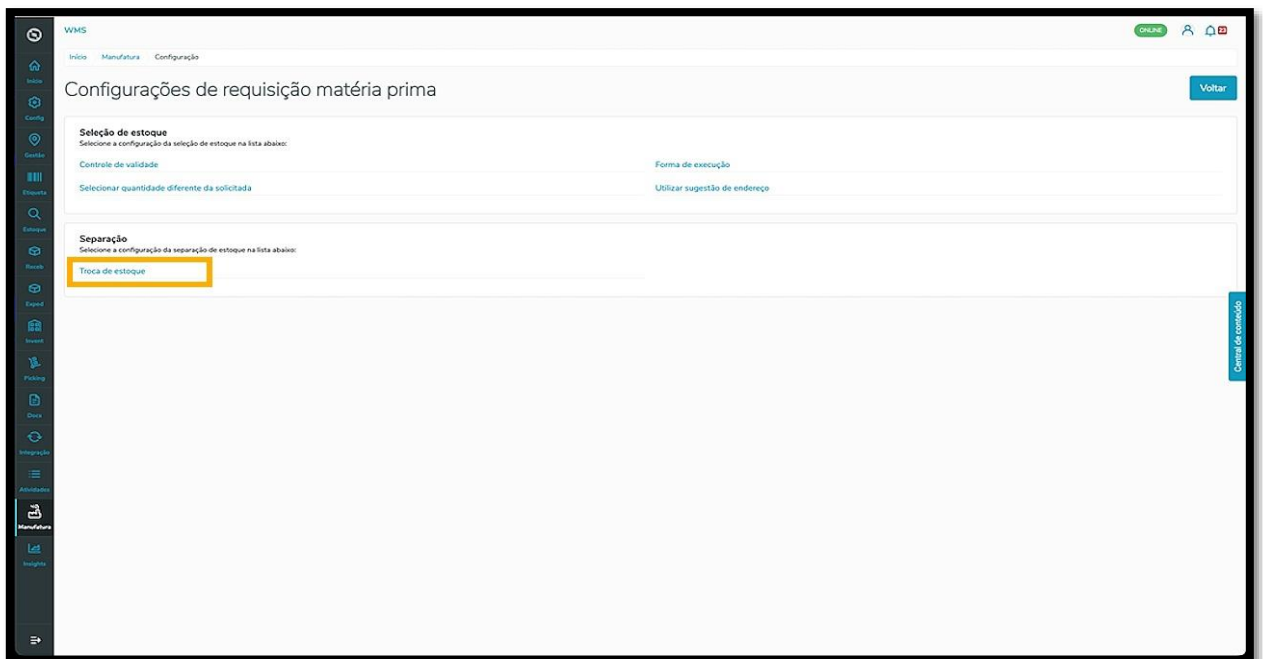 WMS
ONLINE
23
Início Manufatura Configuração
Configurações de requisição matéria prima
Voltar
Seleção de estoque
Selecione a configuração da seleção de estoque na lista abaixo:
Controle de validade
Forma de execução
Selecionar quantidade diferente da solicitada
Utilizar sugestão de endereço
Separação
Selecione a configuração da separação de estoque na lista abaixo:
Troca de estoque
Início
Config
Gestão
Etiqueta
Estoque
Receb
Exped
Invent
Picking
Docs
Integração
Atividades
Manufatura
Insights
Central de conteúdo